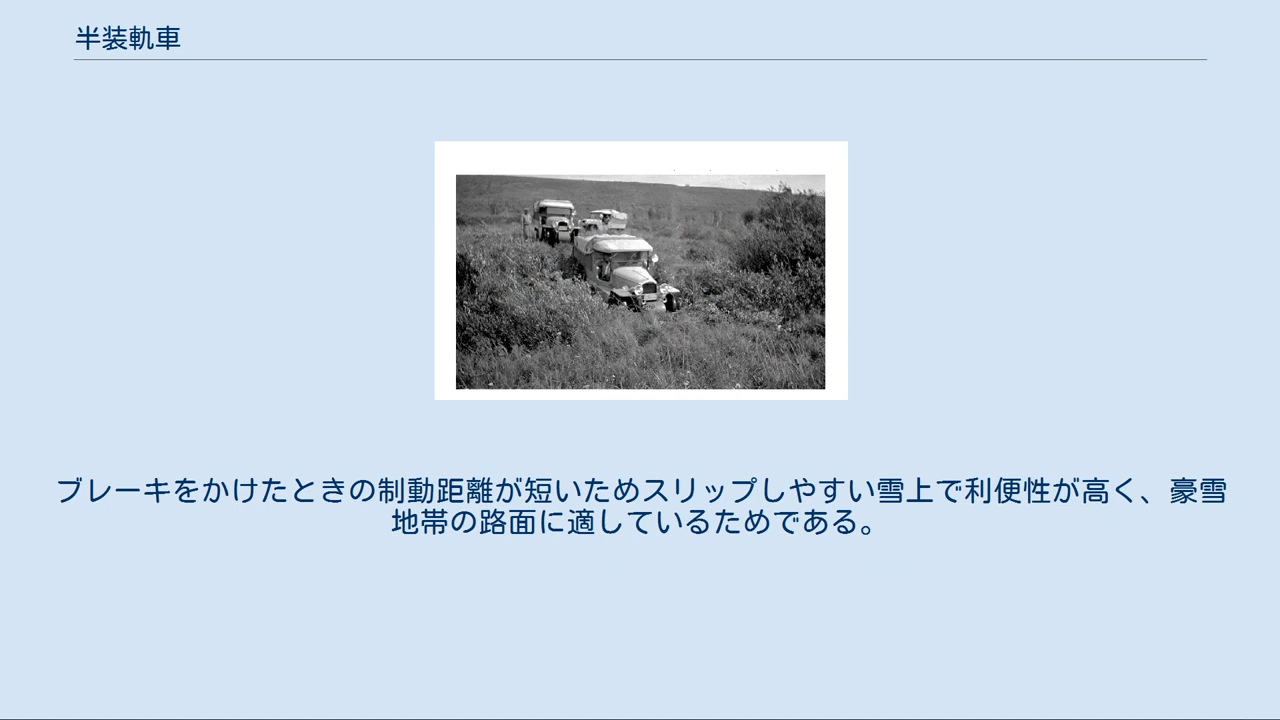 半装軌車
ブレーキをかけたときの制動距離が短いためスリップしやすい雪上で利便性が高く、豪雪
地帯の路面に適しているためである。